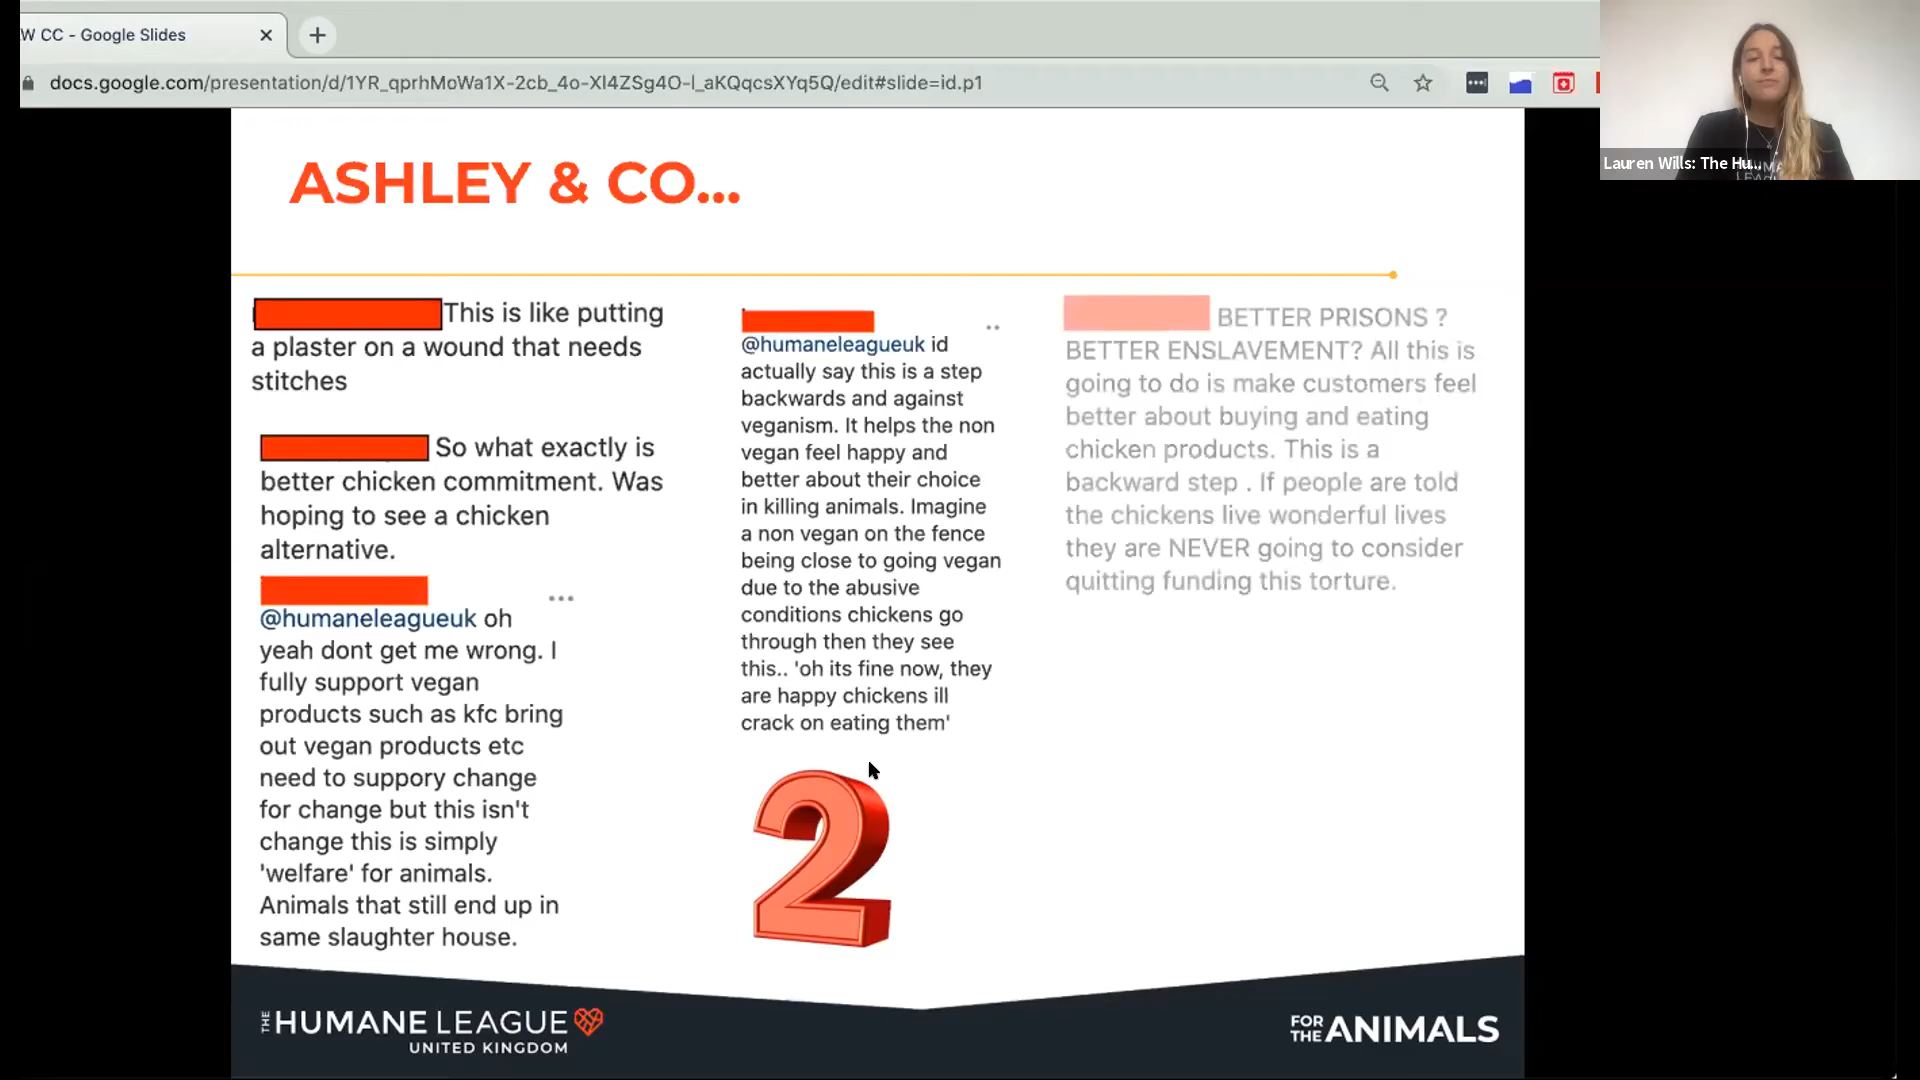 W CC - Google Slides
docs.google.com/presentation/d/1YR_qprhMoWa1X-2cb_4o-XI4ZSg4O-l_aKQqcsXYq5Q/edit#slide=id.p1
Lauren Wills: The Hu...
ASHLEY & CO...
This is like putting
a plaster on a wound that needs
stitches
So what exactly is
better chicken commitment. Was
hoping to see a chicken
alternative.
@humaneleagueuk oh
yeah dont get me wrong. I
fully support vegan
products such as kfc bring
out vegan products etc
need to suppory change
for change but this isn't
change this is simply
'welfare' for animals.
Animals that still end up in
same slaughter house.
@humaneleagueuk id
actually say this is a step
backwards and against
veganism. It helps the non
vegan feel happy and
better about their choice
in killing animals. Imagine
a non vegan on the fence
being close to going vegan
due to the abusive
conditions chickens go
through then they see
this.. 'oh its fine now, they
are happy chickens ill
crack on eating them'
2
BETTER PRISONS ?
BETTER ENSLAVEMENT? All this is
going to do is make customers feel
better about buying and eating
chicken products. This is a
backward step . If people are told
the chickens live wonderful lives
they are NEVER going to consider
quitting funding this torture.
THE HUMANE LEAGUE
UNITED KINGDOM
FOR THE ANIMALS